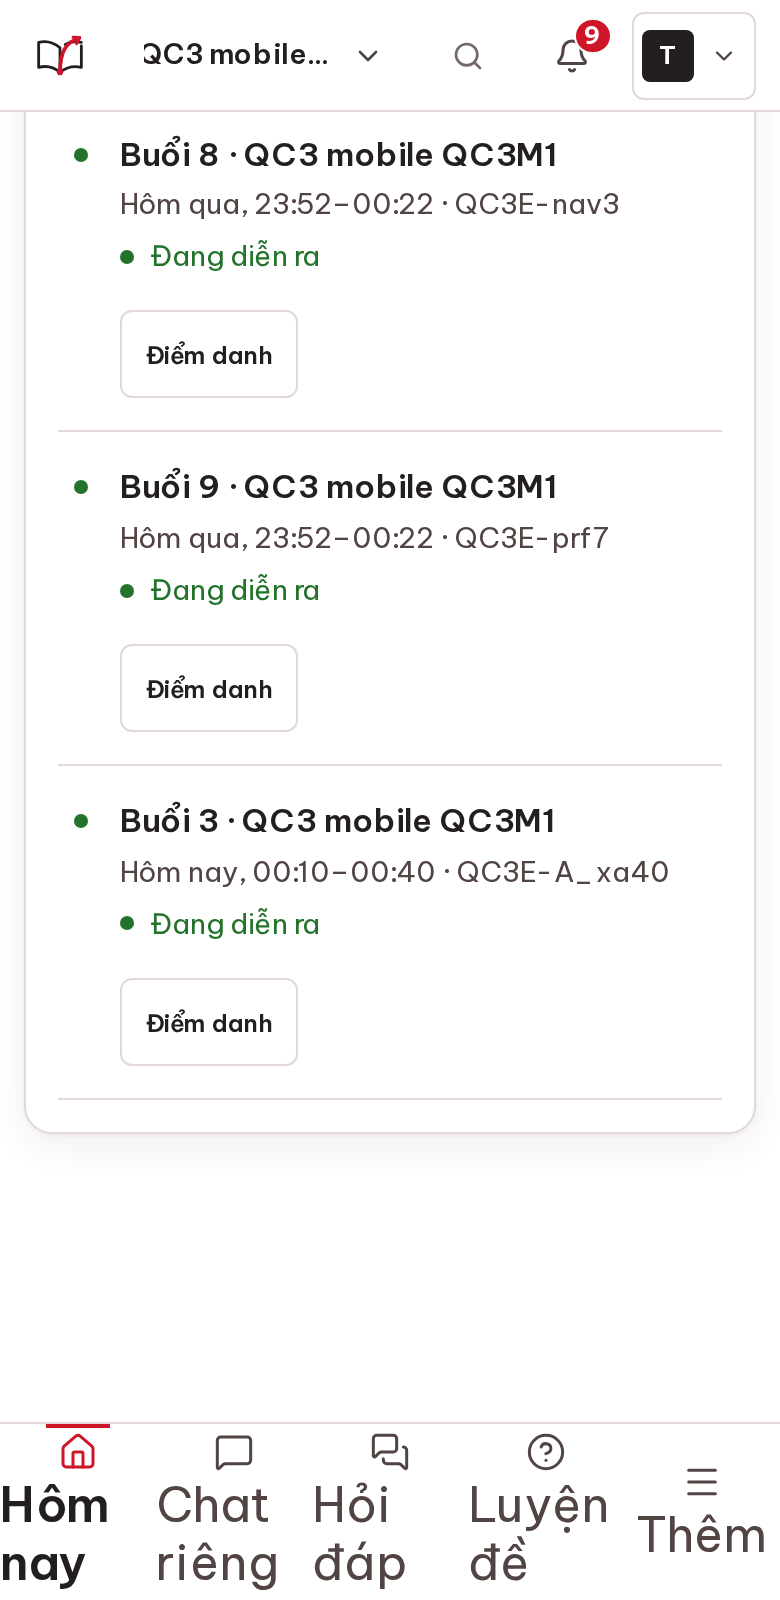 QC3 mobile...
9
T
Buổi 8 · QC3 mobile QC3M1
Hôm qua, 23:52–00:22 · QC3E-nav3
Đang diễn ra
Điểm danh
Buổi 9 · QC3 mobile QC3M1
Hôm qua, 23:52–00:22 · QC3E-prf7
Đang diễn ra
Điểm danh
Buổi 3 · QC3 mobile QC3M1
Hôm nay, 00:10–00:40 · QC3E-A_xa40
Đang diễn ra
Điểm danh
Hôm nay
Chat riêng
Hỏi đáp
Luyện đề
Thêm